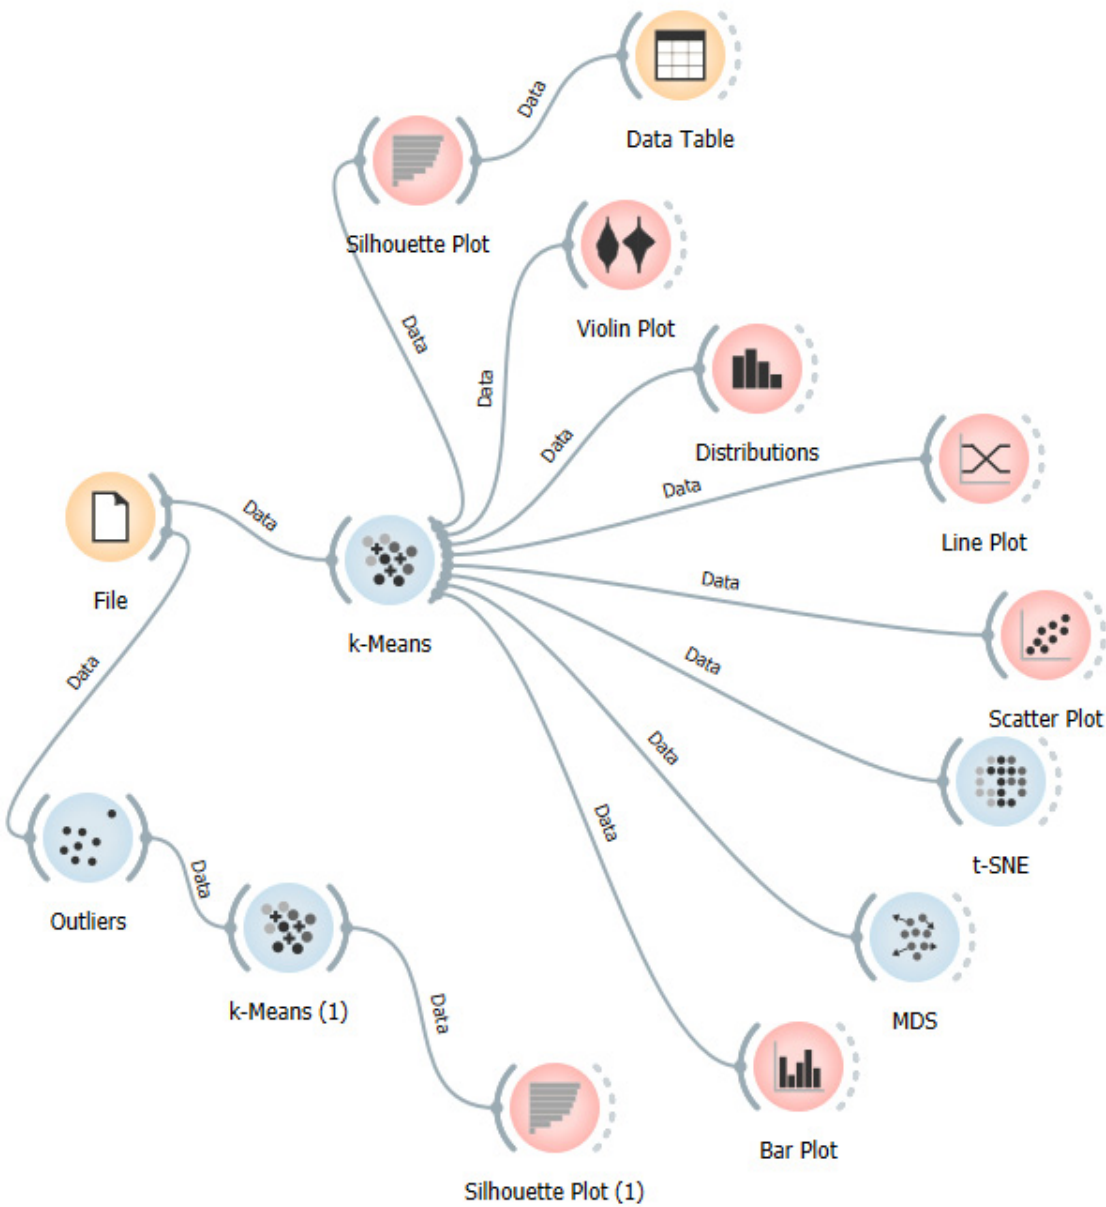 Data Table
Data
Silhouette Plot
Data
Violin Plot
Data
Distributions
Data
Line Plot
Data
File
Data
k-Means
Data
Scatter Plot
Data
t-SNE
Data
MDS
Data
Bar Plot
Data
Outliers
Data
k-Means (1)
Data
Silhouette Plot (1)